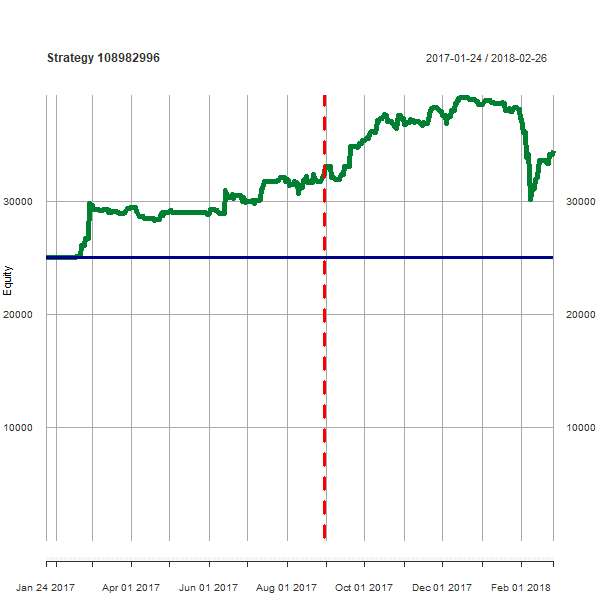 Strategy 108982996
2017-01-24 / 2018-02-26
30000
30000
Equity
20000
20000
10000
10000
Jan 24 2017
Apr 01 2017
Jun 01 2017
Aug 01 2017
Oct 01 2017
Dec 01 2017
Feb 01 2018